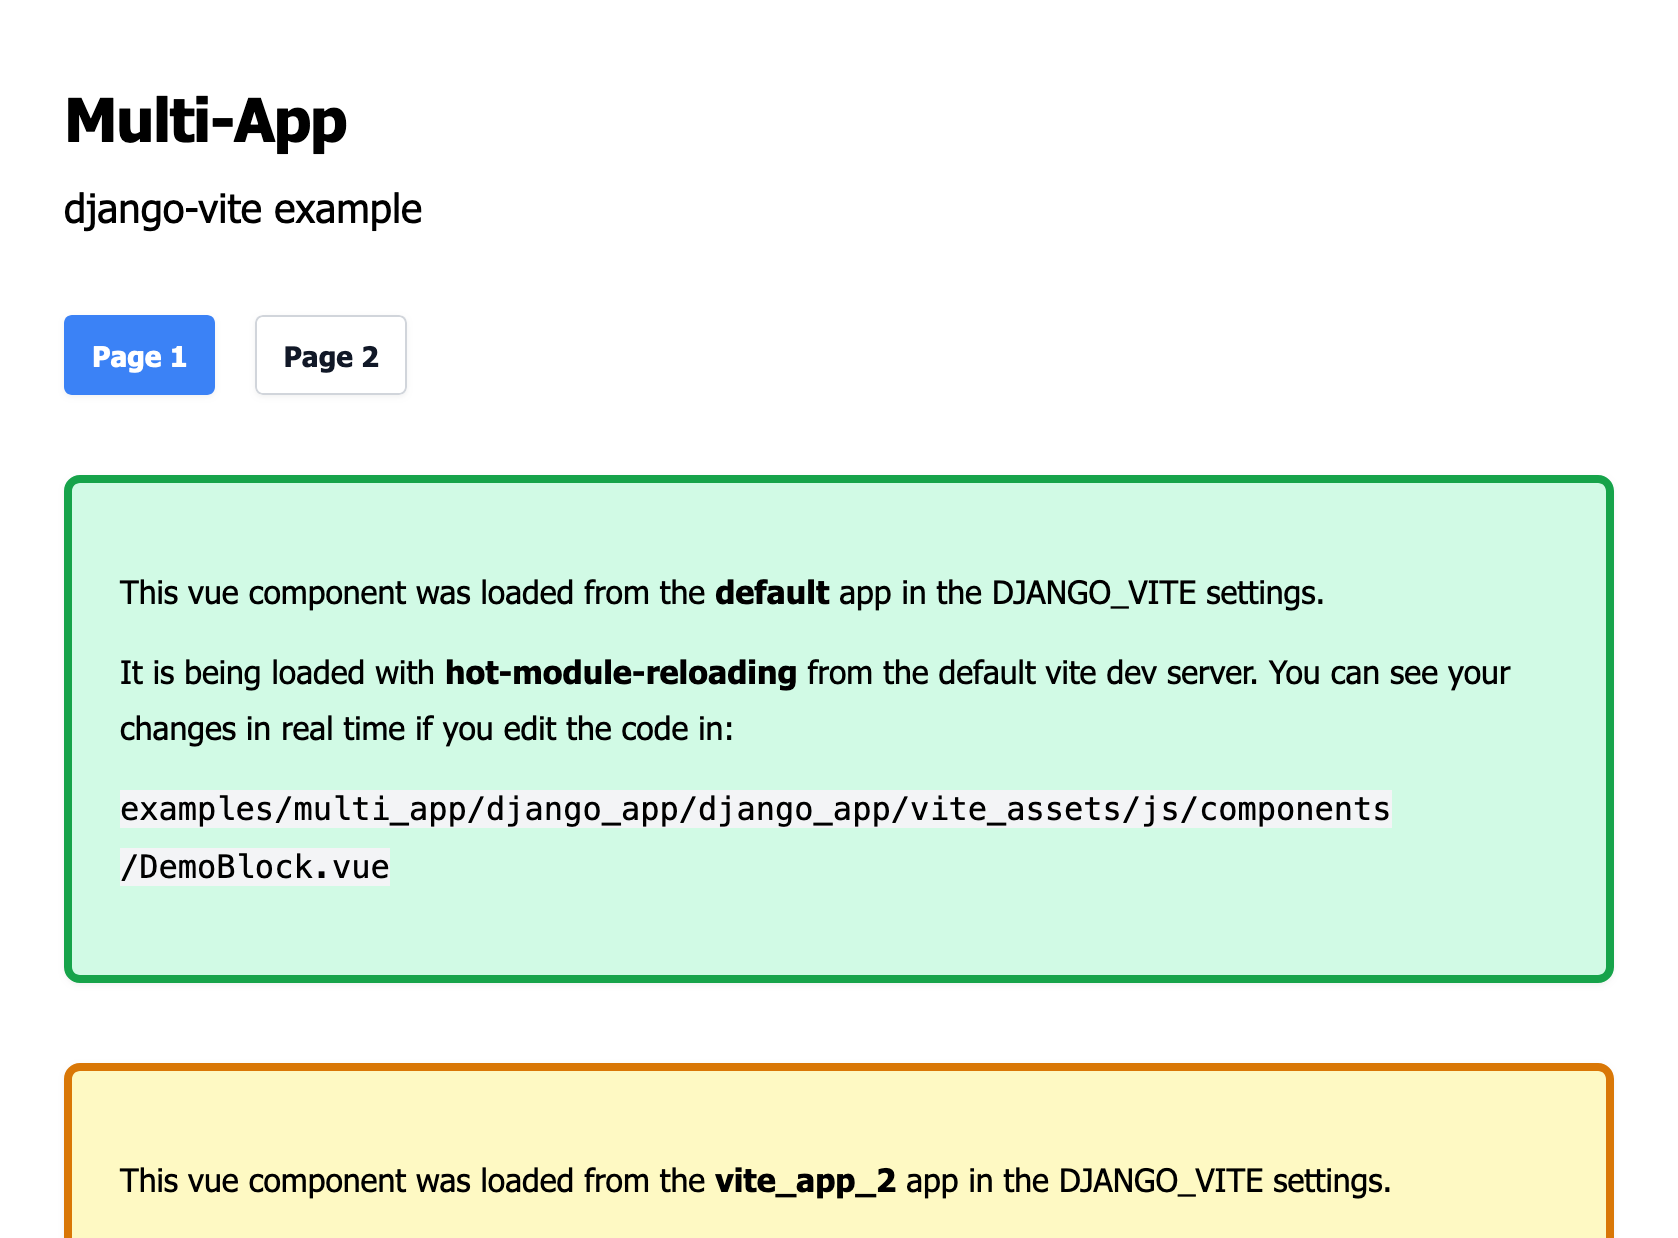 Multi-App
django-vite example
Page 1
Page 2
This vue component was loaded from the default app in the DJANGO_VITE settings.
It is being loaded with hot-module-reloading from the default vite dev server. You can see your
changes in real time if you edit the code in:
examples/multi_app/django_app/django_app/vite_assets/js/components
/DemoBlock.vue
This vue component was loaded from the vite_app_2 app in the DJANGO_VITE settings.